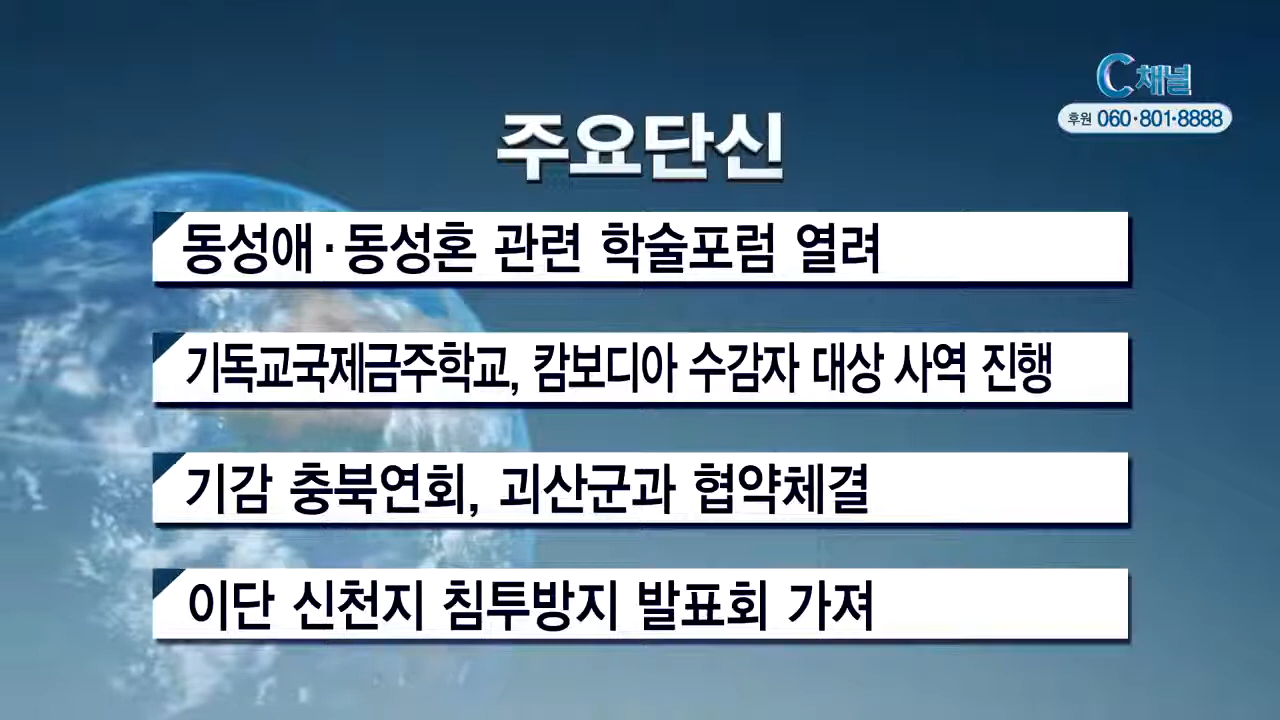 C채널
후원 060·801·8888
주요단신
동성애·동성혼 관련 학술포럼 열려
기독교국제금주학교, 캄보디아 수감자 대상 사역 진행
기감 충북연회, 괴산군과 협약체결
이단 신천지 침투방지 발표회 가져